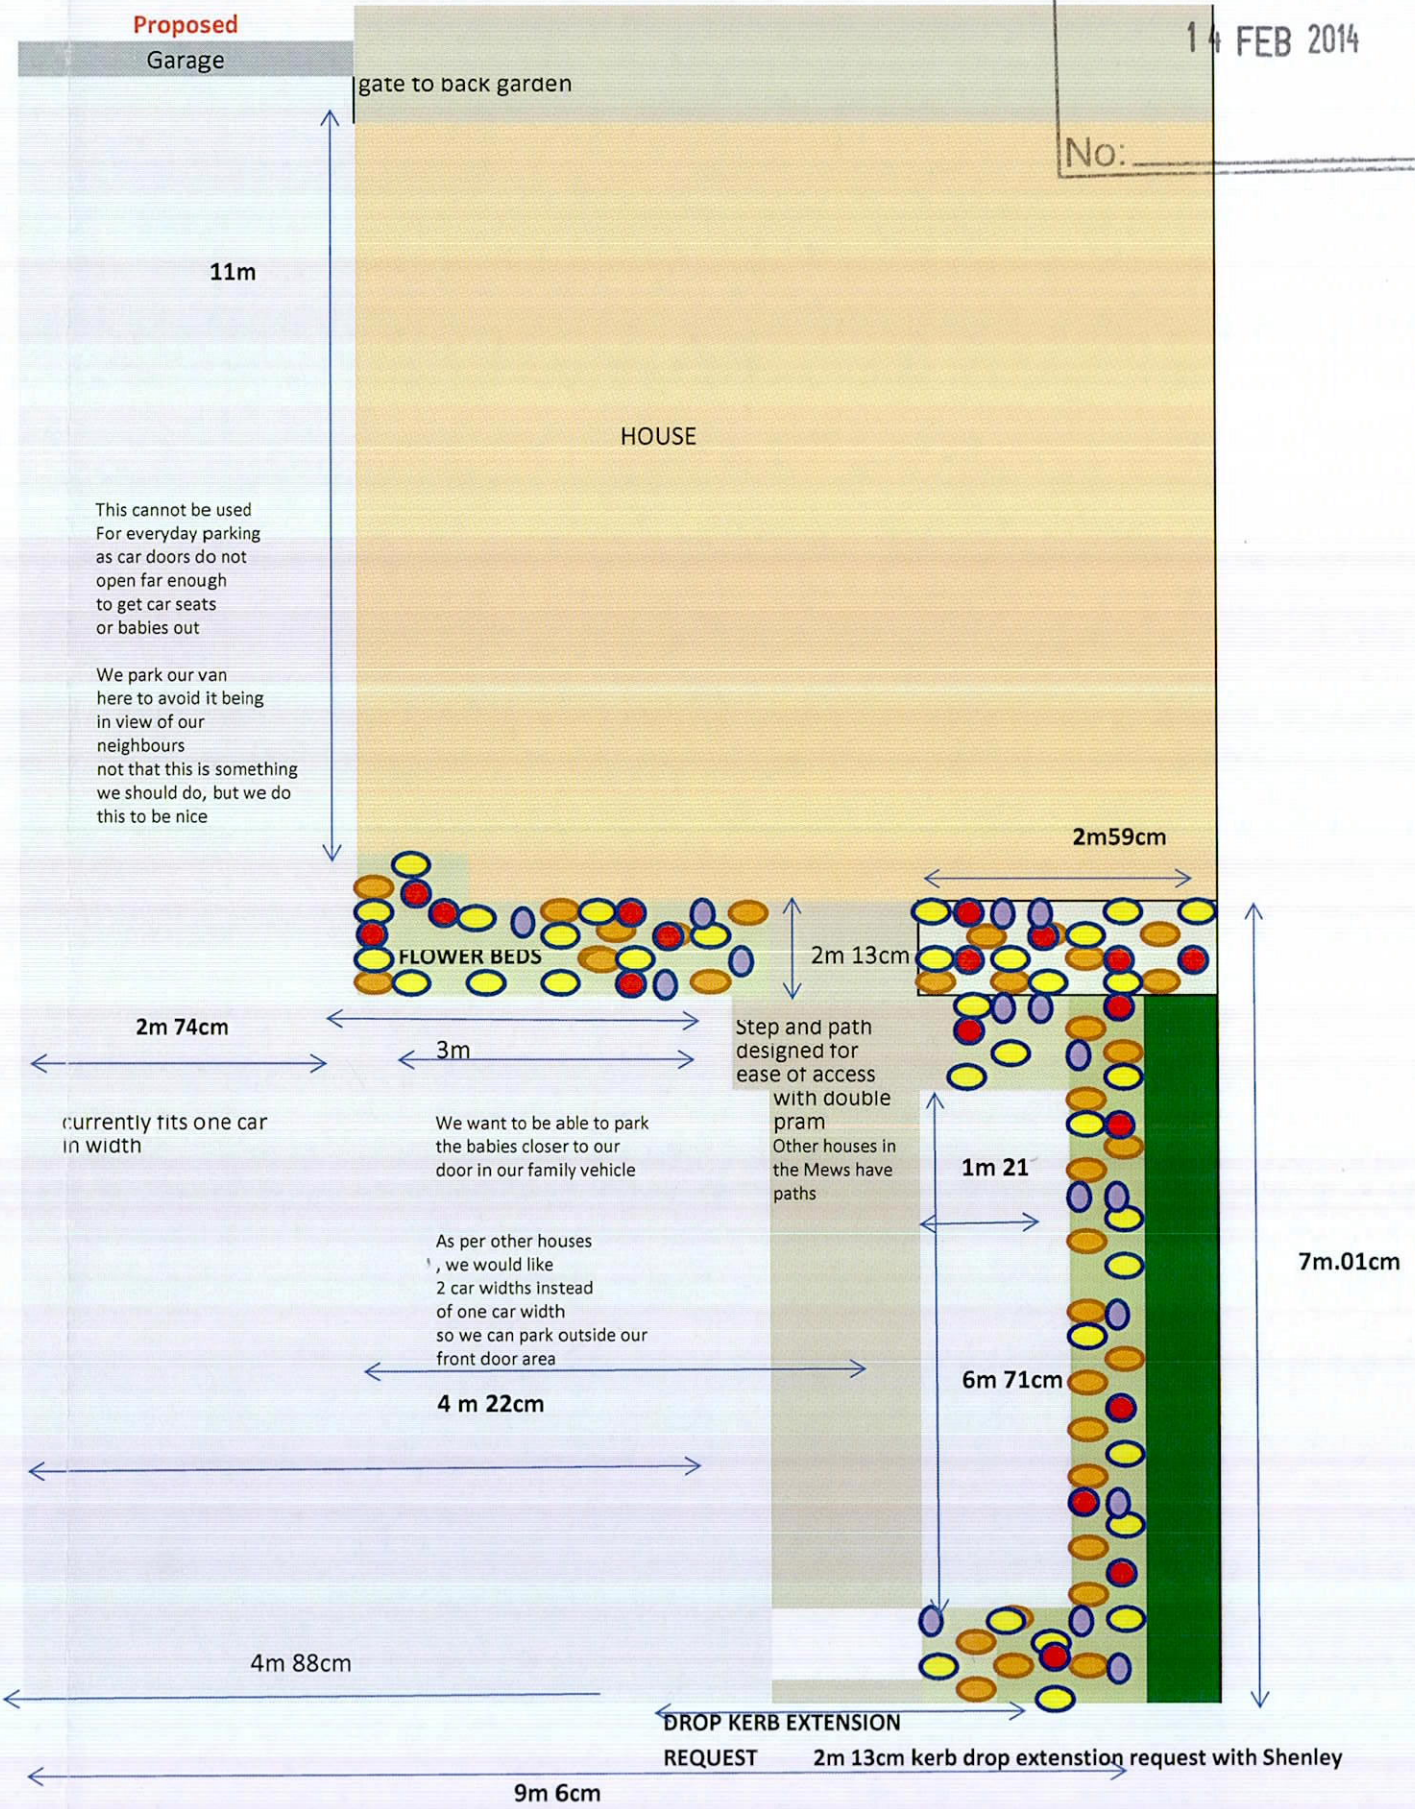 Proposed
Garage
14 FEB 2014
gate to back garden
No:
11m
HOUSE
This cannot be used
For everyday parking
as car doors do not
open far enough
to get car seats
or babies out
We park our van
here to avoid it being
in view of our
neighbours
not that this is something
we should do, but we do
this to be nice
2m59cm
FLOWER BEDS
2m 13cm
2m 74cm
3m
Step and path
designed for
ease of access
with double
pram
Other houses in
the Mews have
paths
currently fits one car
in width
We want to be able to park
the babies closer to our
door in our family vehicle
1m 21
As per other houses
, we would like
2 car widths instead
of one car width
so we can park outside our
front door area
7m.01cm
4 m 22cm
6m 71cm
4m 88cm
DROP KERB EXTENSION
REQUEST 2m 13cm kerb drop extenstion request with Shenley
9m 6cm